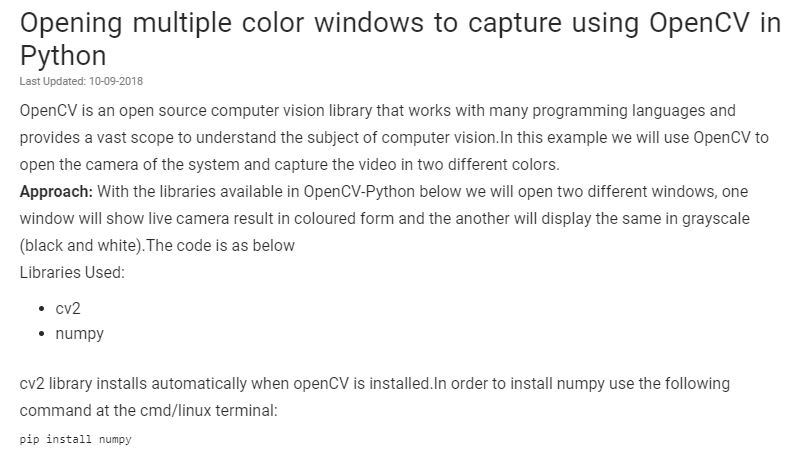 Opening multiple color windows to capture using OpenCV in
Python
Last Updated: 10-09-2018
OpenCV is an open source computer vision library that works with many programming languages and
provides a vast scope to understand the subject of computer vision.In this example we will use OpenCV to
open the camera of the system and capture the video in two different colors.
Approach: With the libraries available in OpenCV-Python below we will open two different windows, one
window will show live camera result in coloured form and the another will display the same in grayscale
(black and white).The code is as below
Libraries Used:
• cv2
• numpy
cv2 library installs automatically when openCV is installed.In order to install numpy use the following
command at the cmd/linux terminal:
pip install numpy